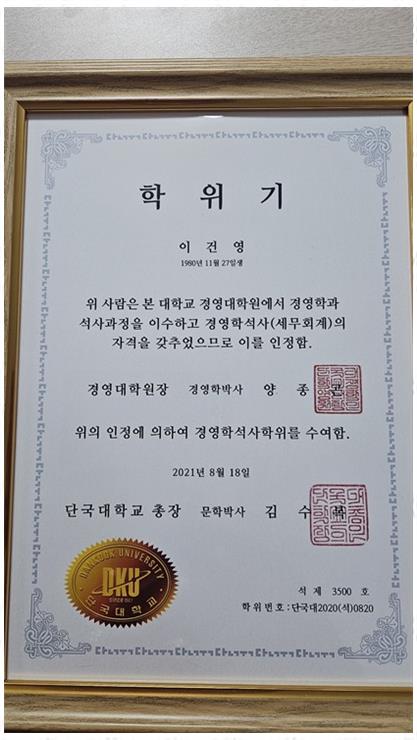 학 위 기
이 건 영
1980년 11월 27일생
위 사람은 본 대학교 경영대학원에서 경영학과
석사과정을 이수하고 경영학석사(세무회계)의
자격을 갖추었으므로 이를 인정함.
경영대학원장 경영학박사 양 종
위의 인정에 의하여 경영학석사학위를 수여함.
2021년 8월 18일
단국대학교 총장 문학박사 김 수
DANKOOK UNIVERSITY
DKU
단국대학교
석 제 3500 호
학위번호 : 단국대2020(석)0820